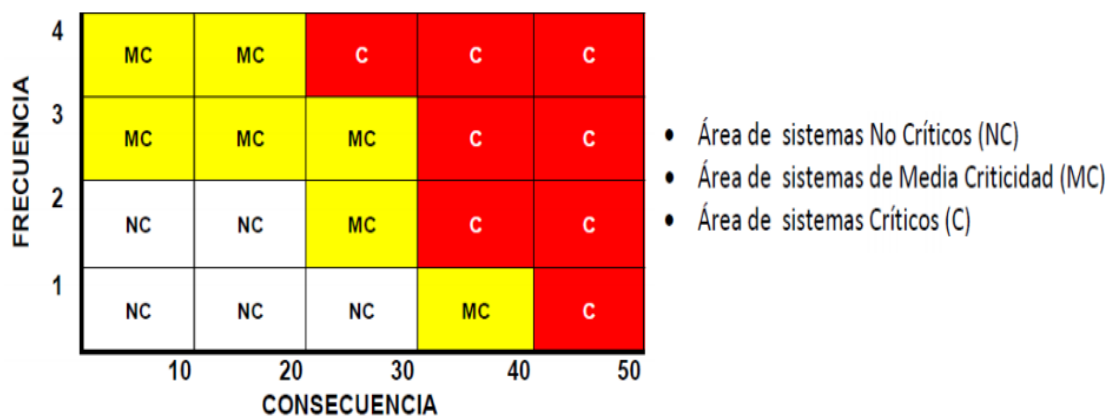 FRECUENCIA
4 MC MC C C C
3 MC MC MC C C
2 NC NC MC C C
1 NC NC NC MC C
10 20 30 40 50
CONSECUENCIA
• Área de sistemas No Críticos (NC)
• Área de sistemas de Media Criticidad (MC)
• Área de sistemas Críticos (C)